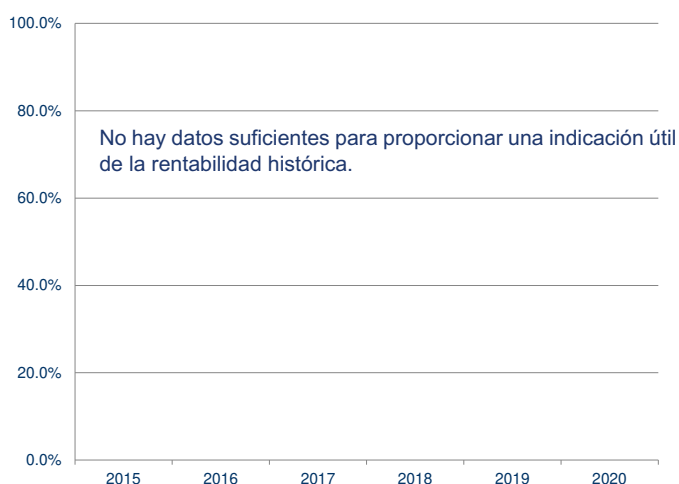 100.0%
80.0%
No hay datos suficientes para proporcionar una indicación útil
de la rentabilidad histórica.
60.0%
40.0%
20.0%
0.0%
2015 2016 2017 2018 2019 2020